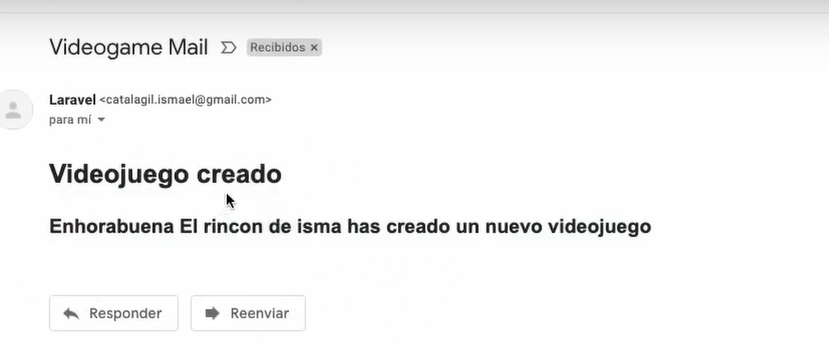 Videogame Mail
Recibidos ×
Laravel <catalagil.ismael@gmail.com>
para mí
Videojuego creado
Enhorabuena El rincon de isma has creado un nuevo videojuego
Responder
Reenviar